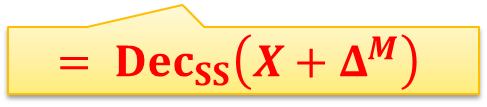 = Dec_SS(X + Δ^M)